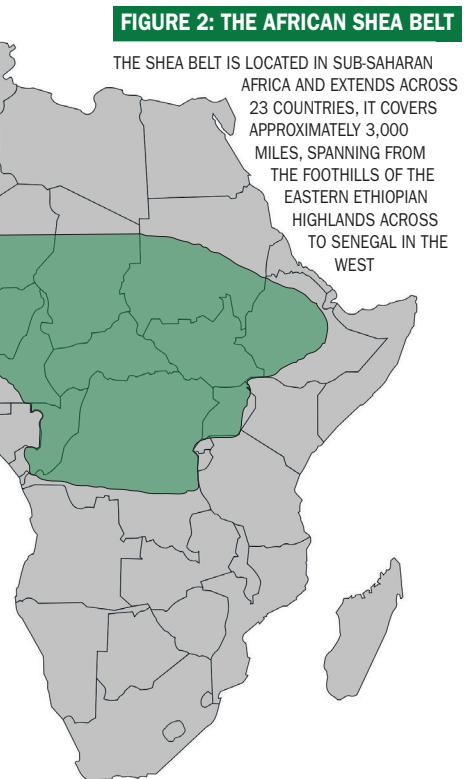 FIGURE 2: THE AFRICAN SHEA BELT
THE SHEA BELT IS LOCATED IN SUB-SAHARAN
AFRICA AND EXTENDS ACROSS
23 COUNTRIES, IT COVERS
APPROXIMATELY 3,000
MILES, SPANNING FROM
THE FOOTHILLS OF THE
EASTERN ETHIOPIAN
HIGHLANDS ACROSS
TO SENEGAL IN THE
WEST